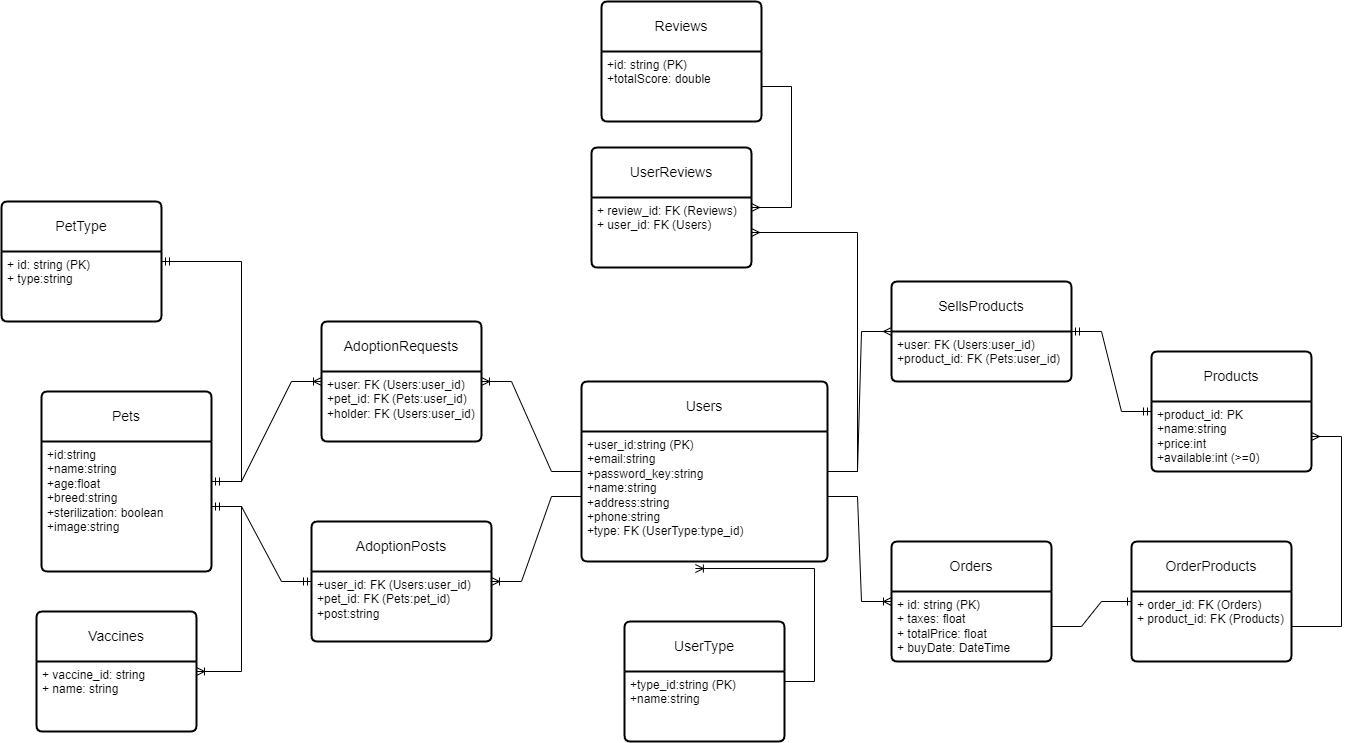 Reviews
+id: string (PK)
+totalScore: double
UserReviews
+ review_id: FK (Reviews)
+ user_id: FK (Users)
PetType
+ id: string (PK)
+ type:string
AdoptionRequests
+user: FK (Users:user_id)
+pet_id: FK (Pets:user_id)
+holder: FK (Users:user_id)
SellsProducts
+user: FK (Users:user_id)
+product_id: FK (Pets:user_id)
Products
+product_id: PK
+name:string
+price:int
+available:int (>=0)
Pets
+id:string
+name:string
+age:float
+breed:string
+sterilization: boolean
+image:string
Users
+user_id:string (PK)
+email:string
+password_key:string
+name:string
+address:string
+phone:string
+type: FK (UserType:type_id)
AdoptionPosts
+user_id: FK (Users:user_id)
+pet_id: FK (Pets:pet_id)
+post:string
Orders
+ id: string (PK)
+ taxes: float
+ totalPrice: float
+ buyDate: DateTime
OrderProducts
+ order_id: FK (Orders)
+ product_id: FK (Products)
Vaccines
+ vaccine_id: string
+ name: string
UserType
+type_id:string (PK)
+name:string